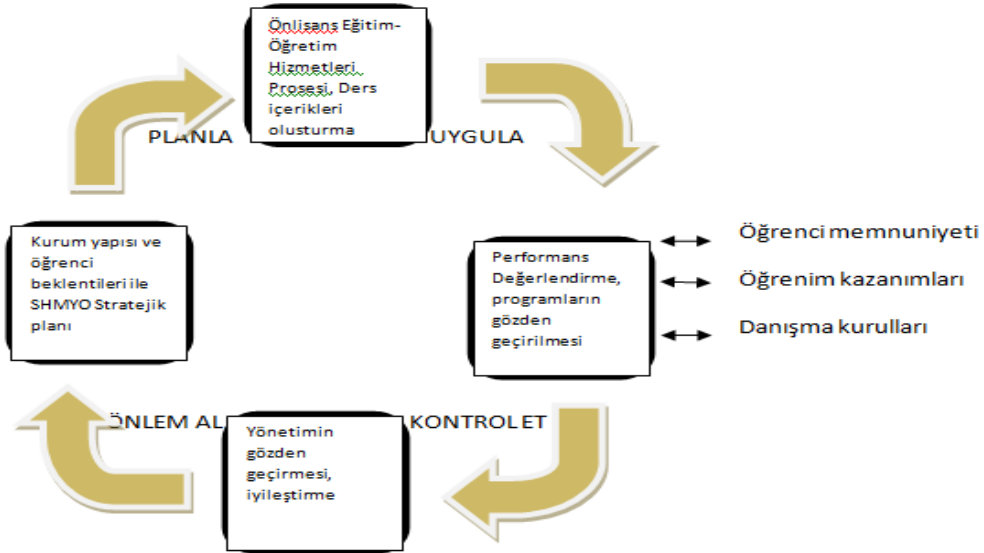 Önlisans Eğitim-
Öğretim
Hizmetleri
Prosesi, Ders
içerikleri
olusturma
PLANLA
UYGULA
Kurum yapısı ve
öğrenci
beklentileri ile
SHMYO Stratejik
planı
Performans
Değerlendirme,
programların
gözden
geçirilmesi
Öğrenci memnuniyeti
Öğrenim kazanımları
Danışma kurulları
ÖNLEM AL
KONTROL ET
Yönetimin
gözden
geçirmesi,
iyileştirme